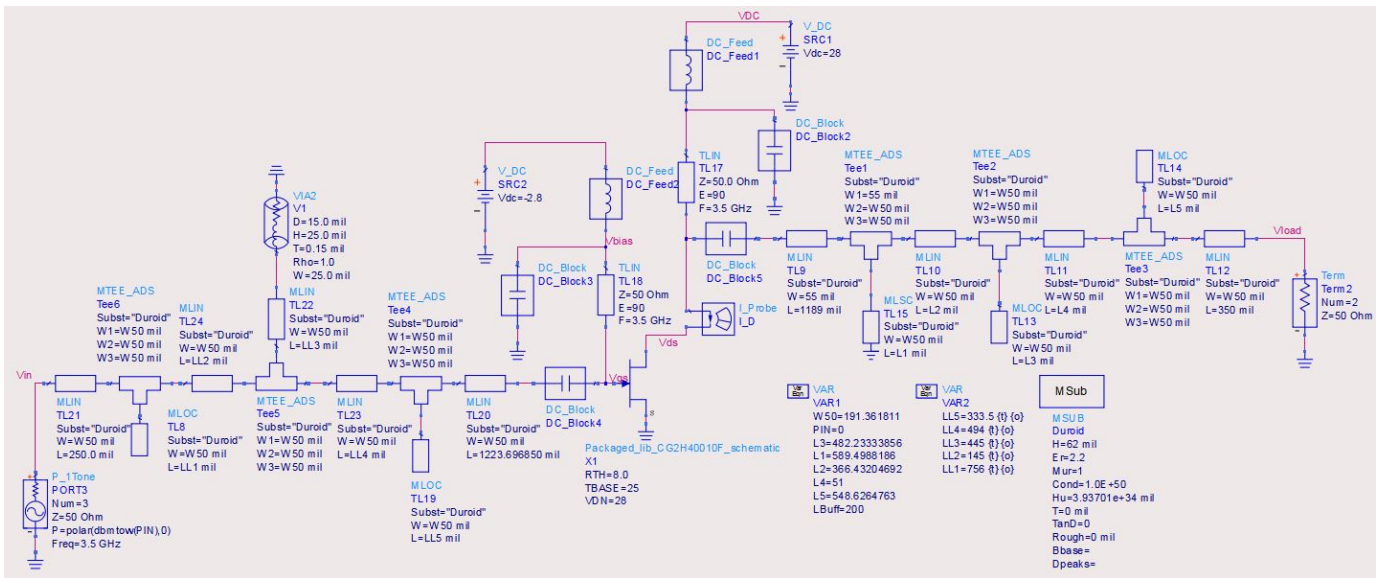 VDC
V_DC
SRC1
Vdc=28
DC_Feed
DC_Feed1
DC_Block
DC_Block2
V_DC
SRC2
Vdc=-2.8
DC_Feed
DC_Feed2
TLIN
TL17
Z=50.0 Ohm
E=90
F=3.5 GHz
VIA2
V1
D=15.0 mil
H=25.0 mil
T=0.15 mil
Rho=1.0
W=25.0 mil
Vbias
DC_Block
DC_Block3
TLIN
TL18
Z=50 Ohm
E=90
F=3.5 GHz
MTEE_ADS
Tee1
Subst="Duroid"
W1=55 mil
W2=W50 mil
W3=W50 mil
MTEE_ADS
Tee2
Subst="Duroid"
W1=W50 mil
W2=W50 mil
W3=W50 mil
MLOC
TL14
Subst="Duroid"
W=W50 mil
L=L5 mil
DC_Block
DC_Block5
MLIN
TL9
Subst="Duroid"
W=55 mil
L=1189 mil
MLIN
TL10
Subst="Duroid"
W=W50 mil
L=L2 mil
MLIN
TL11
Subst="Duroid"
W=W50 mil
L=L4 mil
MTEE_ADS
Tee3
Subst="Duroid"
W1=W50 mil
W2=W50 mil
W3=W50 mil
MLIN
TL12
Subst="Duroid"
W=W50 mil
L=350 mil
Vload
Term
Term2
Num=2
Z=50 Ohm
MLSC
TL15
Subst="Duroid"
W=W50 mil
L=L1 mil
MLOC
TL13
Subst="Duroid"
W=W50 mil
L=L3 mil
I_Probe
I_D
Vds
MTEE_ADS
Tee6
Subst="Duroid"
W1=W50 mil
W2=W50 mil
W3=W50 mil
MLIN
TL24
Subst="Duroid"
W=W50 mil
L=LL2 mil
MLIN
TL22
Subst="Duroid"
W=W50 mil
L=LL3 mil
MTEE_ADS
Tee4
Subst="Duroid"
W1=W50 mil
W2=W50 mil
W3=W50 mil
Vin
MLIN
TL21
Subst="Duroid"
W=W50 mil
L=250.0 mil
MLOC
TL8
Subst="Duroid"
W=W50 mil
L=LL1 mil
MTEE_ADS
Tee5
Subst="Duroid"
W1=W50 mil
W2=W50 mil
W3=W50 mil
MLIN
TL23
Subst="Duroid"
W=W50 mil
L=LL4 mil
MLIN
TL20
Subst="Duroid"
W=W50 mil
L=1223.696850 mil
DC_Block
DC_Block4
Vgs
MLOC
TL19
Subst="Duroid"
W=W50 mil
L=LL5 mil
P_1Tone
PORT3
Num=3
Z=50 Ohm
P=polar(dbmtow(PIN),0)
Freq=3.5 GHz
Packaged_lib_CG2H40010F_schematic
X1
RTH=8.0
TBASE=25
VDN=28
Var
Eqn
VAR
VAR1
W50=191.361811
PIN=0
L3=482.23333856
L1=589.4988186
L2=366.43204692
L4=51
L5=548.6264763
LBuff=200
Var
Eqn
VAR
VAR2
LL5=333.5 {t} {o}
LL4=494 {t} {o}
LL3=445 {t} {o}
LL2=145 {t} {o}
LL1=756 {t} {o}
MSub
MSUB
Duroid
H=62 mil
Er=2.2
Mur=1
Cond=1.0E+50
Hu=3.93701e+34 mil
T=0 mil
TanD=0
Rough=0 mil
Bbase=
Dpeaks=